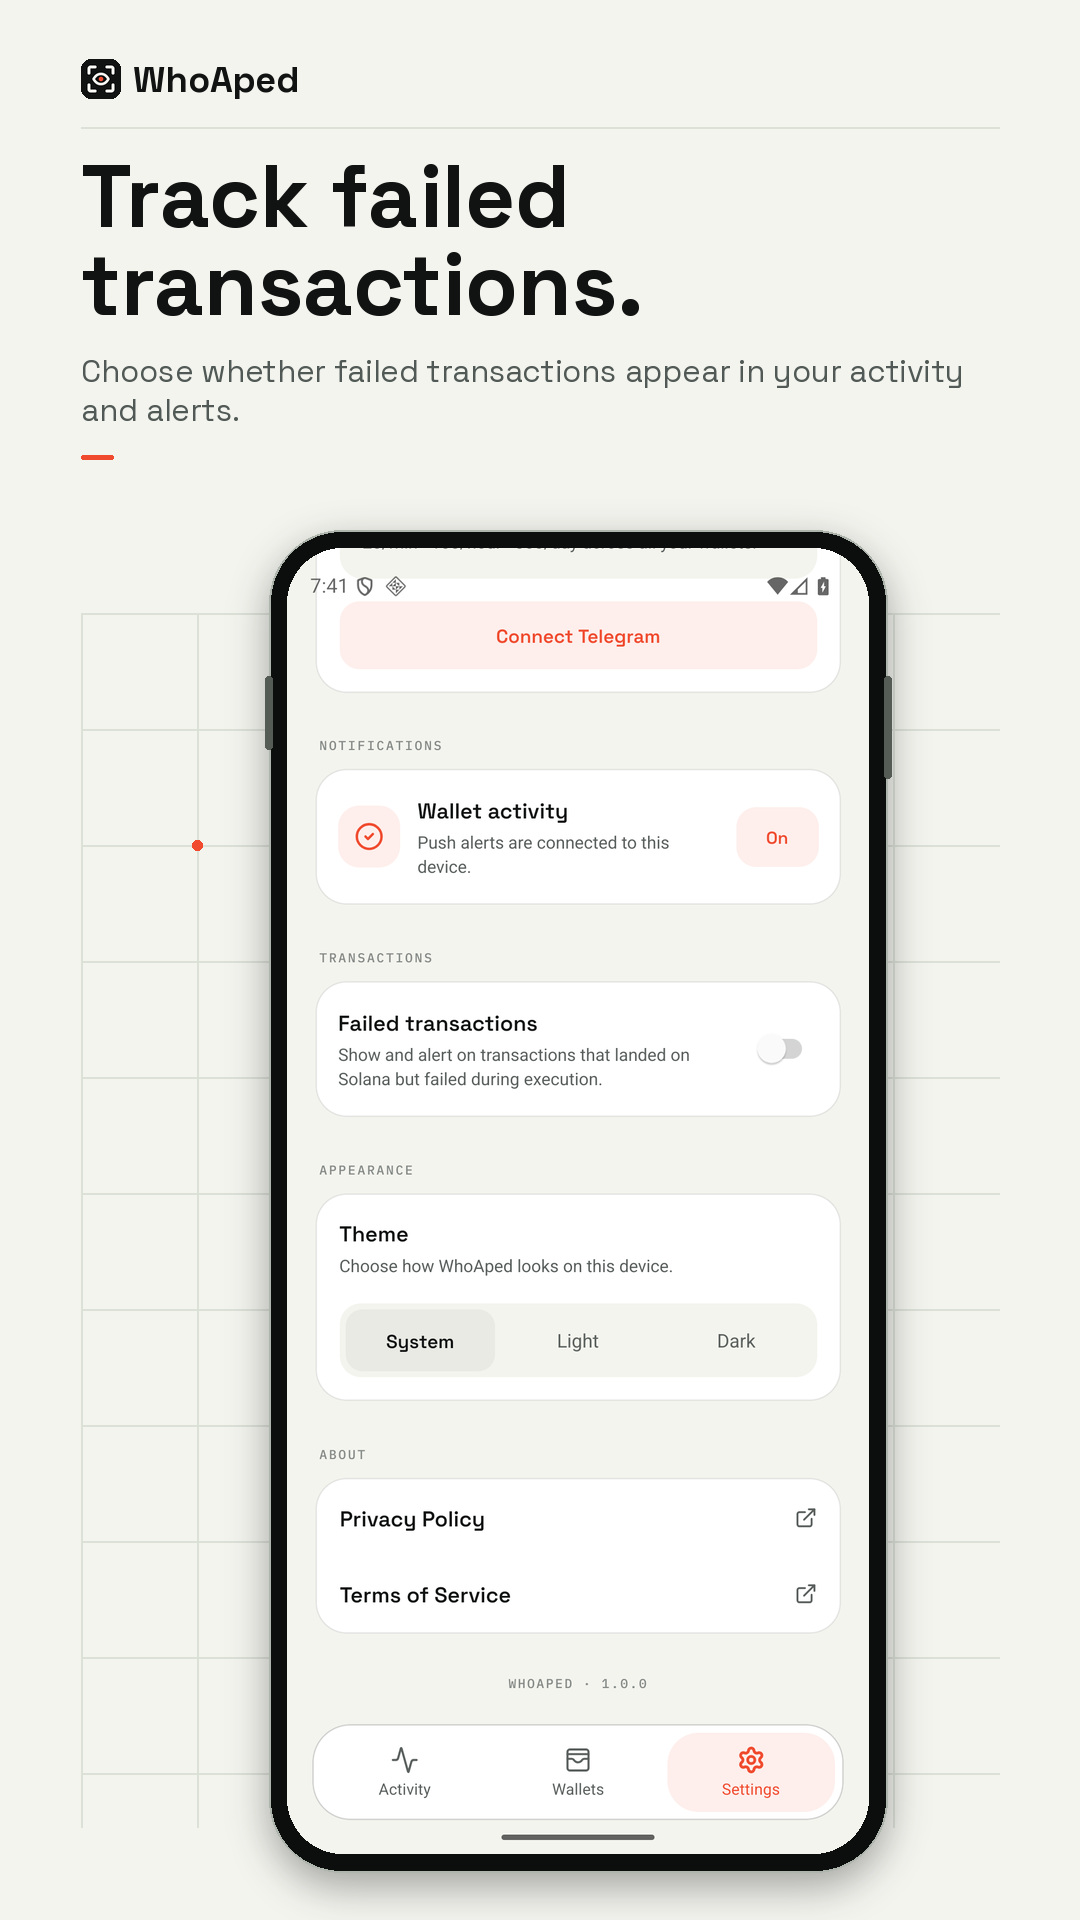 WhoAped
Track failed
transactions.
Choose whether failed transactions appear in your activity
and alerts.
7:41
Connect Telegram
NOTIFICATIONS
Wallet activity
Push alerts are connected to this
device.
On
TRANSACTIONS
Failed transactions
Show and alert on transactions that landed on
Solana but failed during execution.
APPEARANCE
Theme
Choose how WhoAped looks on this device.
System
Light
Dark
ABOUT
Privacy Policy
Terms of Service
WHOAPED · 1.0.0
Activity
Wallets
Settings